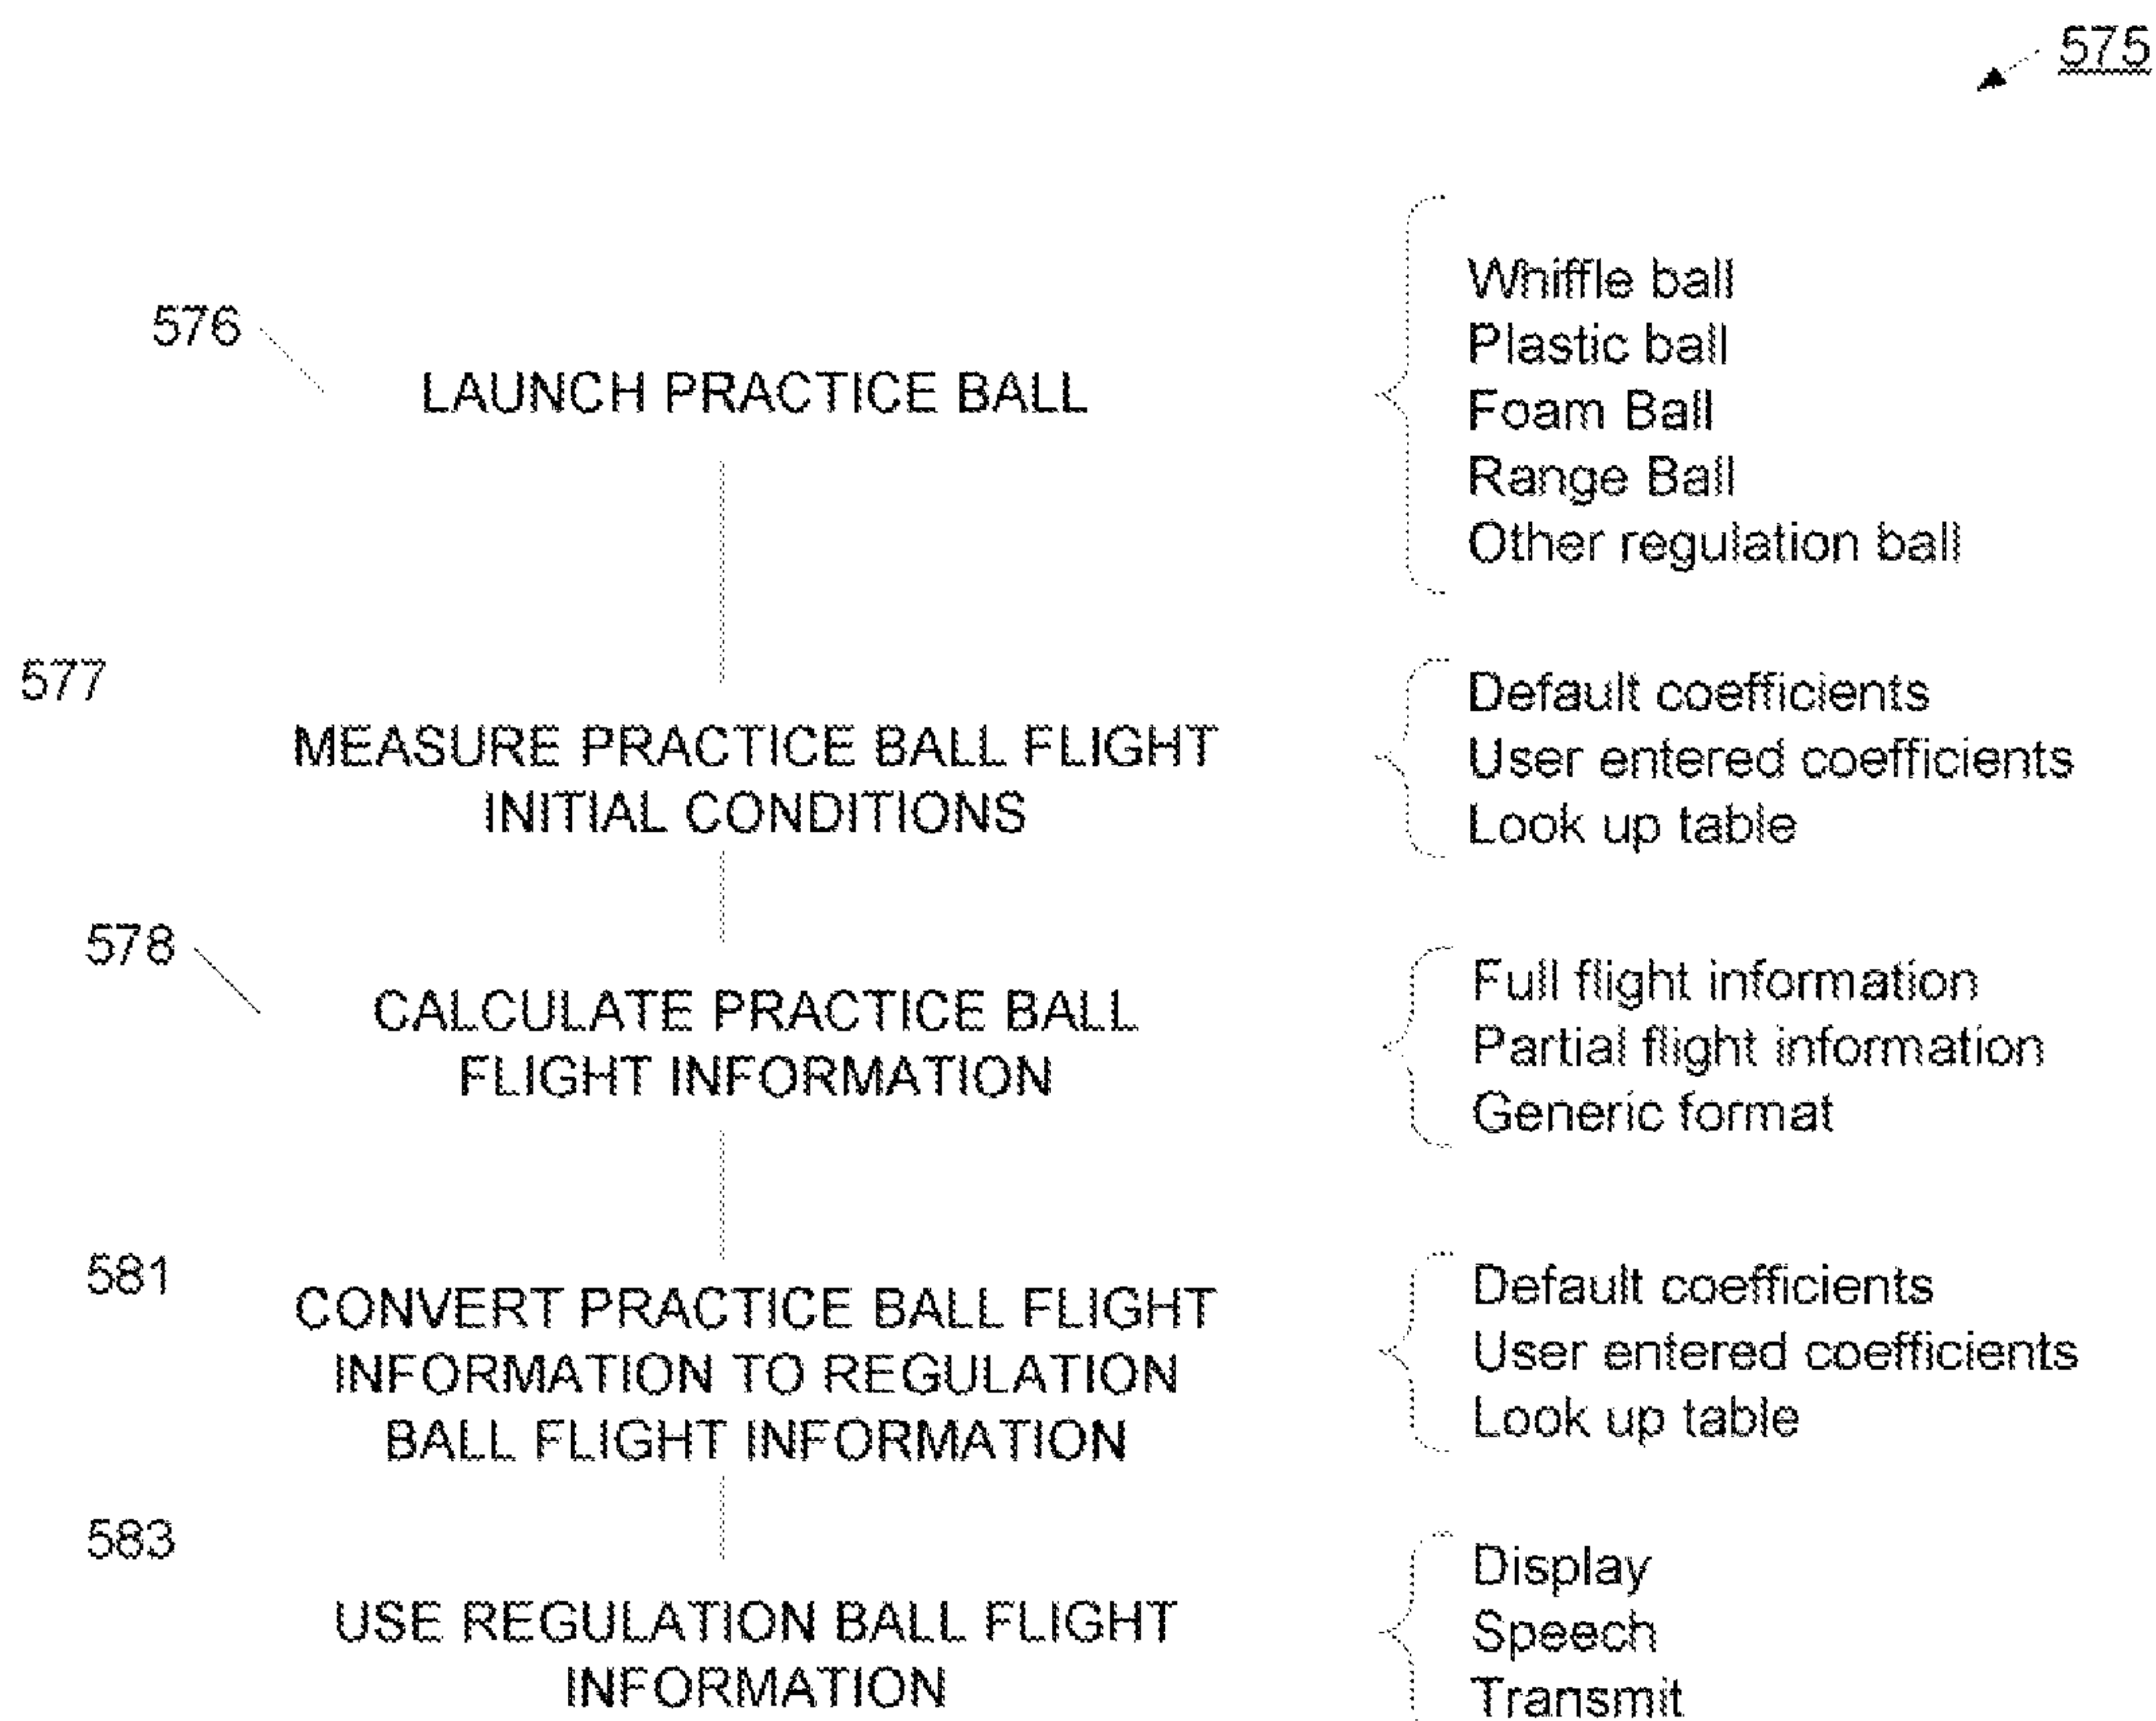 575
576
LAUNCH PRACTICE BALL
Whiffle ball
Plastic ball
Foam Ball
Range Ball
Other regulation ball
577
MEASURE PRACTICE BALL FLIGHT
INITIAL CONDITIONS
Default coefficients
User entered coefficients
Look up table
578
CALCULATE PRACTICE BALL
FLIGHT INFORMATION
Full flight information
Partial flight information
Generic format
581
CONVERT PRACTICE BALL FLIGHT
INFORMATION TO REGULATION
BALL FLIGHT INFORMATION
Default coefficients
User entered coefficients
Look up table
583
USE REGULATION BALL FLIGHT
INFORMATION
Display
Speech
Transmit